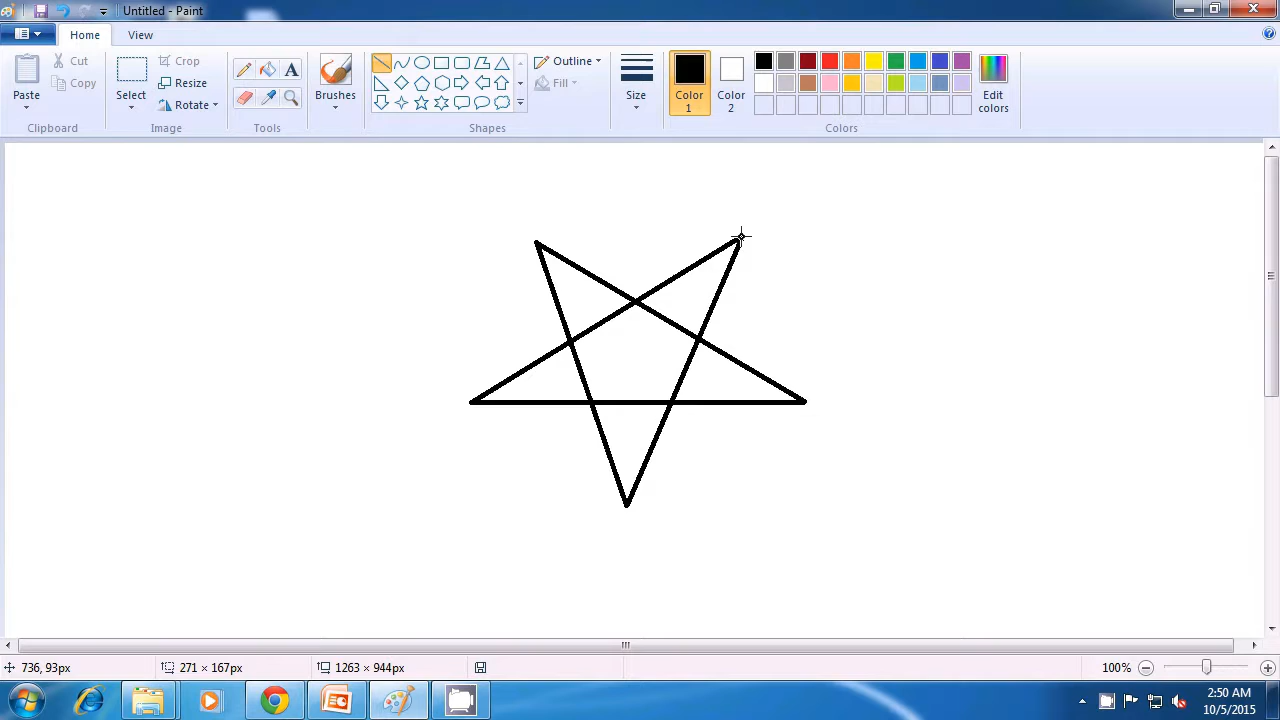 Untitled - Paint
Home View
Paste
Cut
Copy
Clipboard
Select
Crop
Resize
Rotate
Image
A
Tools
Brushes
Outline
Fill
Shapes
Size
Color 1
Color 2
Edit colors
Colors
736, 93px
271 × 167px
1263 × 944px
100%
2:50 AM
10/5/2015